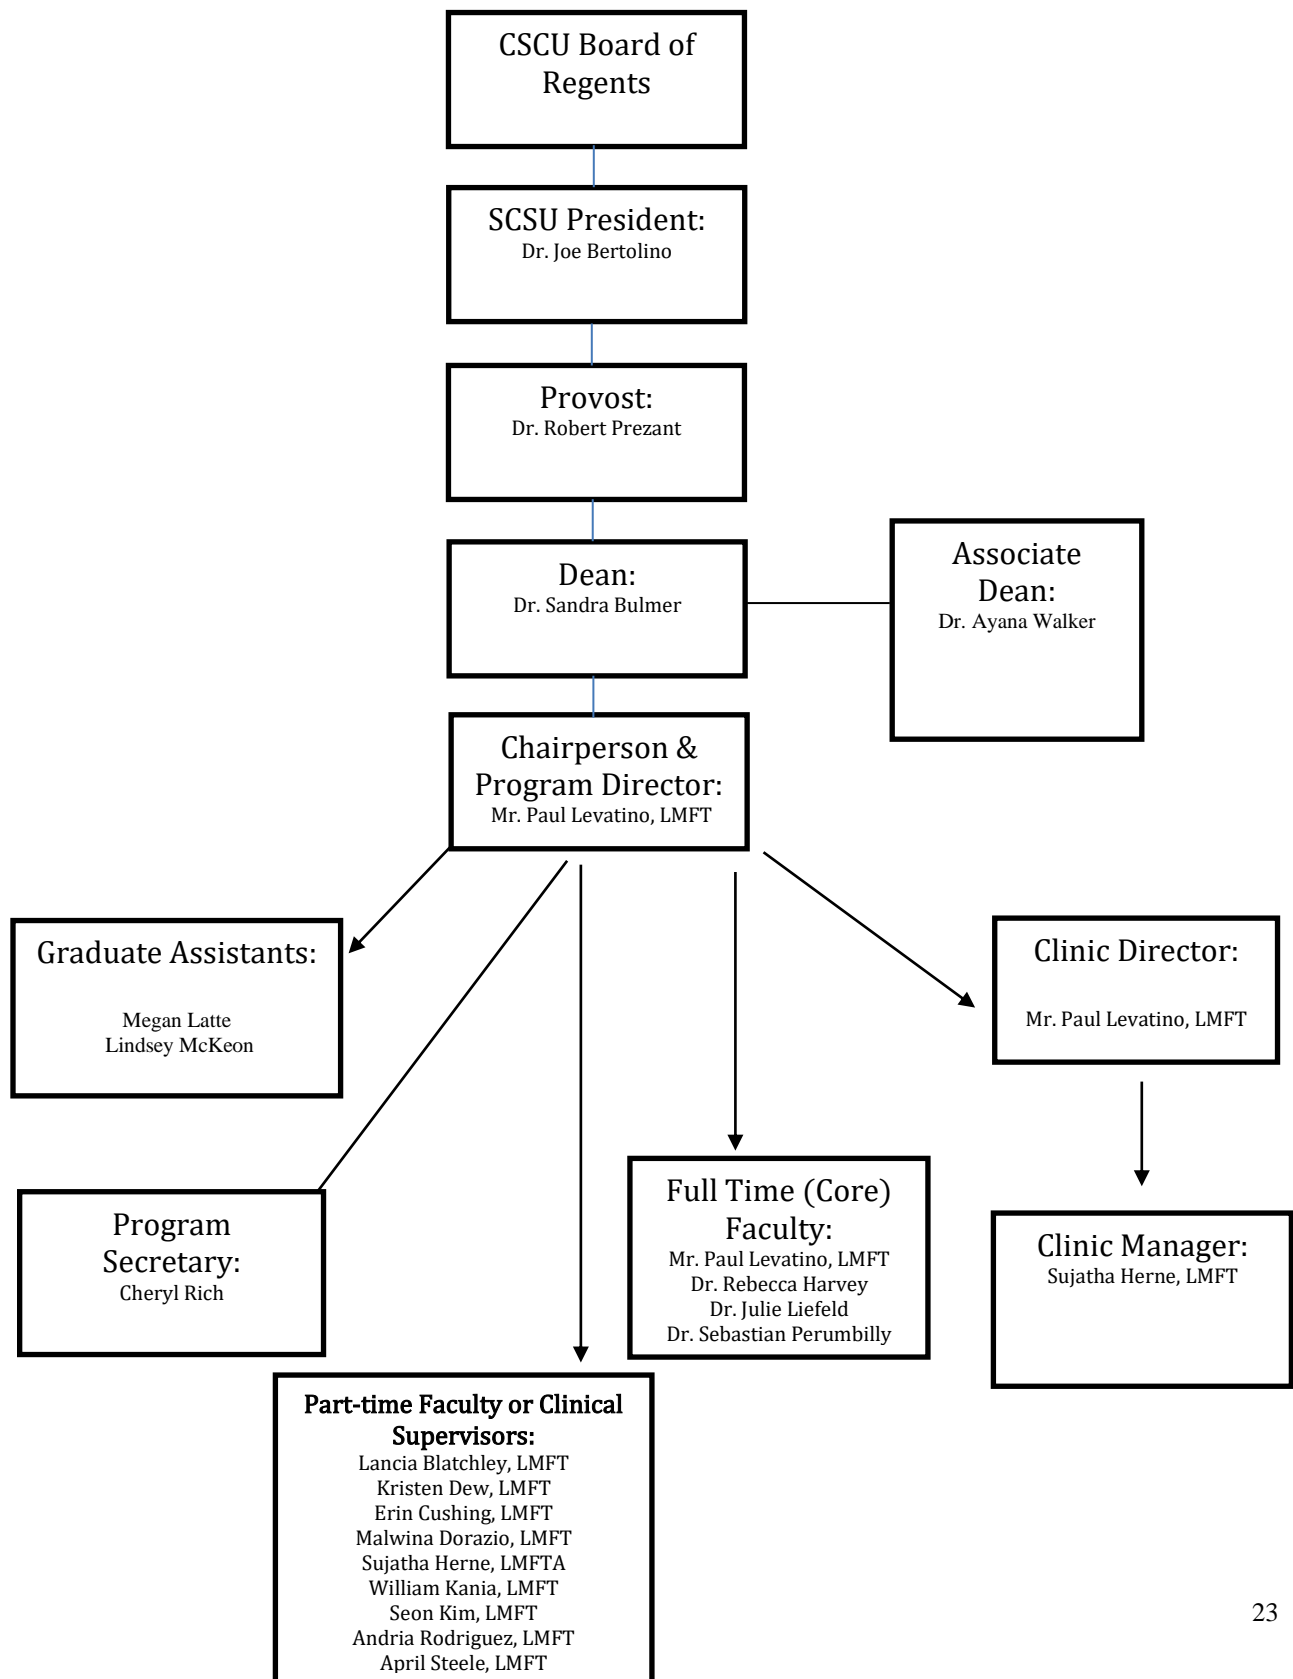 CSCU Board of
Regents
SCSU President:
Dr. Joe Bertolino
Provost:
Dr. Robert Prezant
Dean:
Dr. Sandra Bulmer
Associate
Dean:
Dr. Ayana Walker
Chairperson &
Program Director:
Mr. Paul Levatino, LMFT
Graduate Assistants:
Megan Latte
Lindsey McKeon
Clinic Director:
Mr. Paul Levatino, LMFT
Program
Secretary:
Cheryl Rich
Full Time (Core)
Faculty:
Mr. Paul Levatino, LMFT
Dr. Rebecca Harvey
Dr. Julie Liefeld
Dr. Sebastian Perumbilly
Clinic Manager:
Sujatha Herne, LMFT
Part-time Faculty or Clinical
Supervisors:
Lancia Blatchley, LMFT
Kristen Dew, LMFT
Erin Cushing, LMFT
Malwina Dorazio, LMFT
Sujatha Herne, LMFTA
William Kania, LMFT
Seon Kim, LMFT
Andria Rodriguez, LMFT
April Steele, LMFT
23